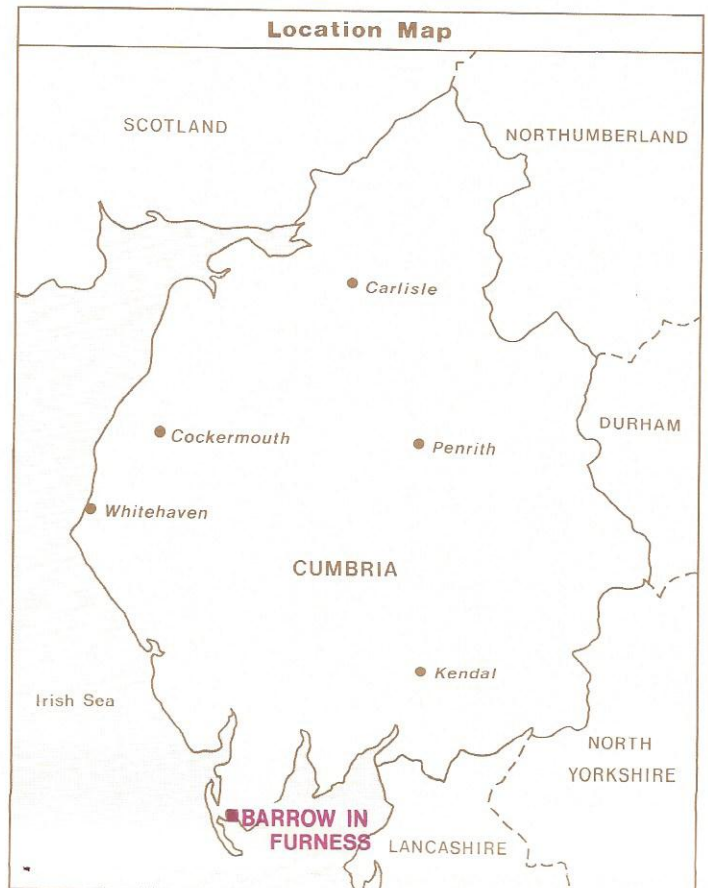 Location Map
SCOTLAND
NORTHUMBERLAND
Carlisle
Cockermouth
DURHAM
Penrith
Whitehaven
CUMBRIA
Kendal
Irish Sea
NORTH
YORKSHIRE
BARROW IN
FURNESS
LANCASHIRE